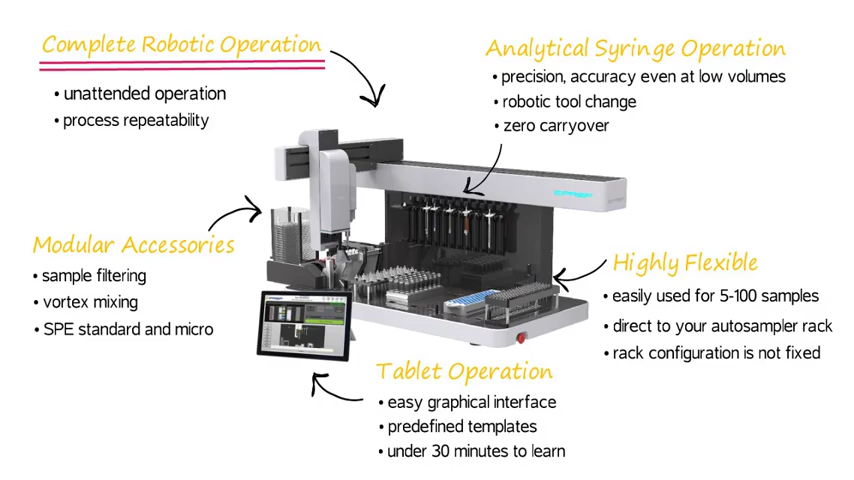 Complete Robotic Operation
• unattended operation
• process repeatability
Analytical Syringe Operation
• precision, accuracy even at low volumes
• robotic tool change
• zero carryover
Modular Accessories
• sample filtering
• vortex mixing
• SPE standard and micro
Highly Flexible
• easily used for 5-100 samples
• direct to your autosampler rack
• rack configuration is not fixed
Tablet Operation
• easy graphical interface
• predefined templates
• under 30 minutes to learn